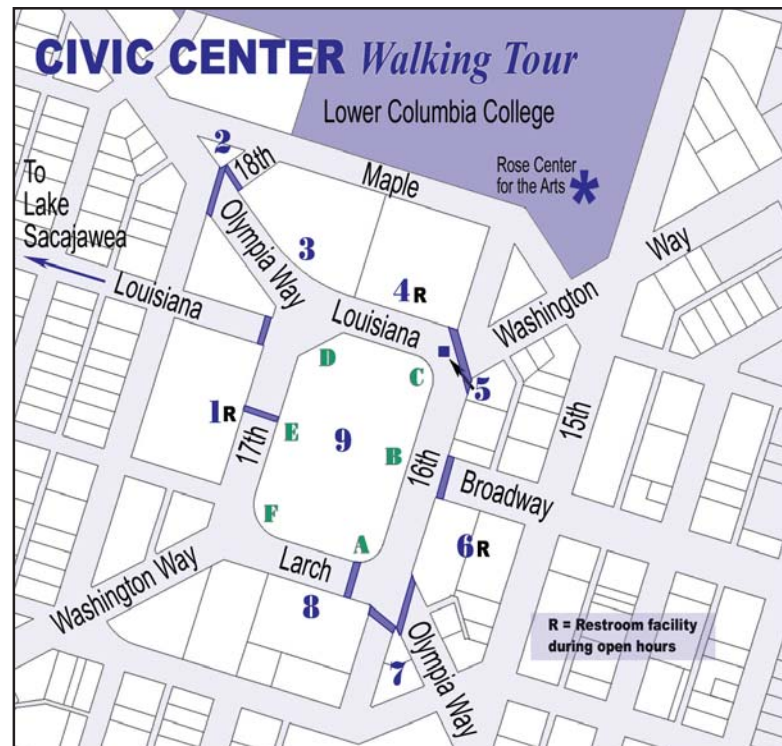 CIVIC CENTER Walking Tour
Lower Columbia College
2
18th
Maple
Rose Center
for the Arts
*
To
Lake
Sacajawea
Olympia Way
3
Way
Washington
Louisiana
4 R
Louisiana
D
C
5
1R
17th
E
9
B
16th
15th
Broadway
F
A
6R
Larch
Washington Way
8
7
Olympia Way
R = Restroom facility
during open hours